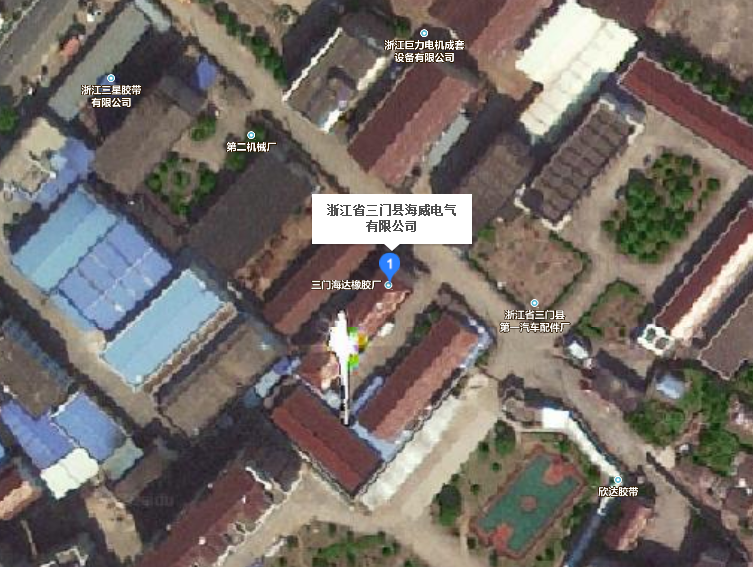 浙江巨力电机成套
设备有限公司
浙江三星胶带
有限公司
第二机械厂
浙江省三门县海威电气
有限公司
1
三门海达橡胶厂
浙江省三门县
第一汽车配件厂
欣达胶带